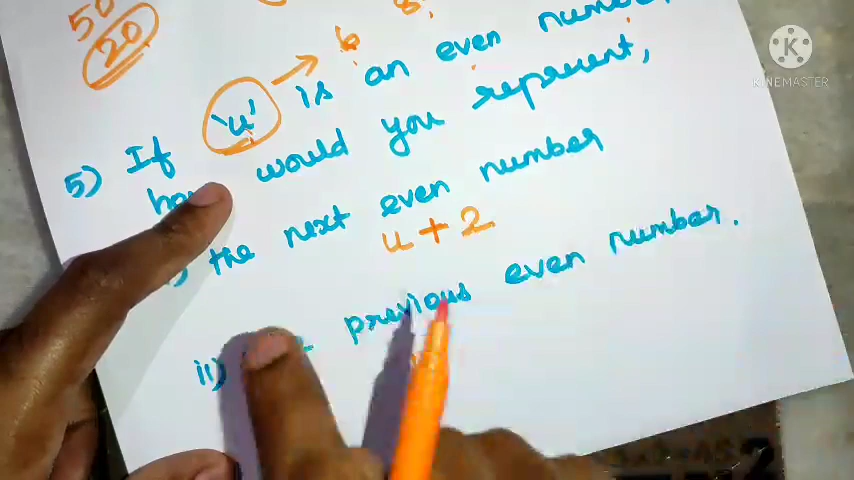 50
20
6 8,
5) If 'u' is an even number,
how would you represent,
the next even number
u + 2
ii) previous even number.
KINEMASTER